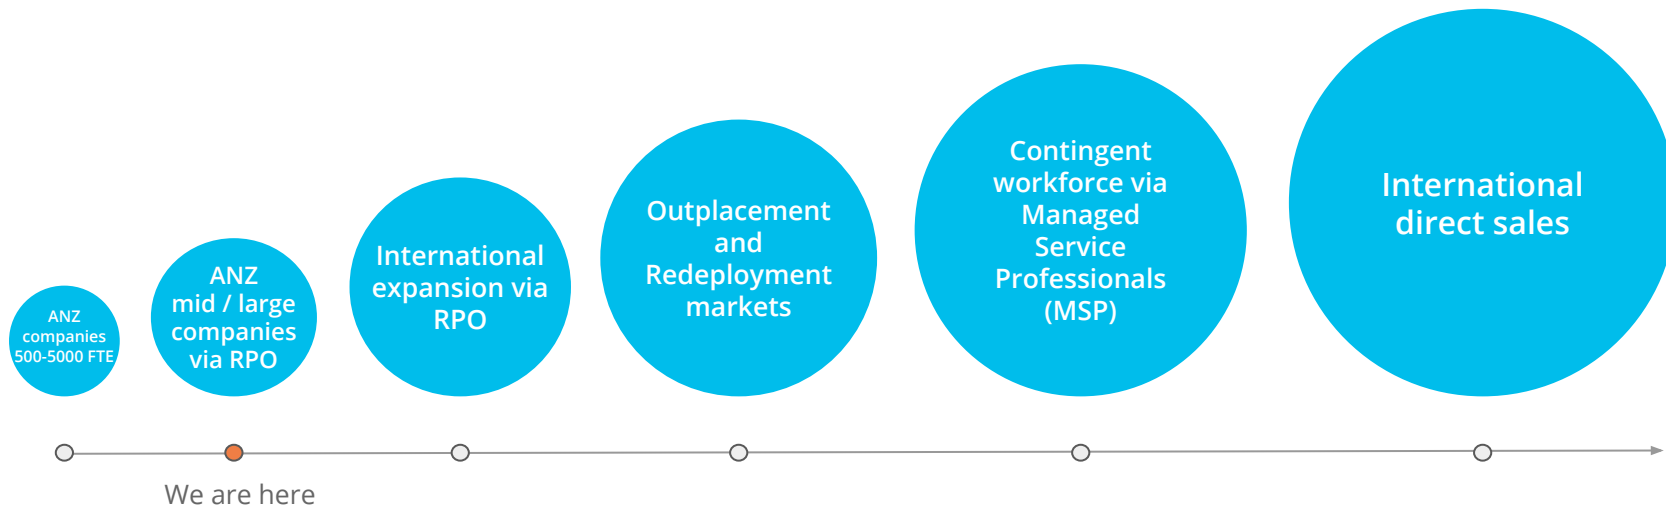 ANZ
companies
500-5000 FTE
ANZ
mid / large
companies
via RPO
International
expansion via
RPO
Outplacement
and
Redeployment
markets
Contingent
workforce via
Managed
Service
Professionals
(MSP)
International
direct sales
We are here